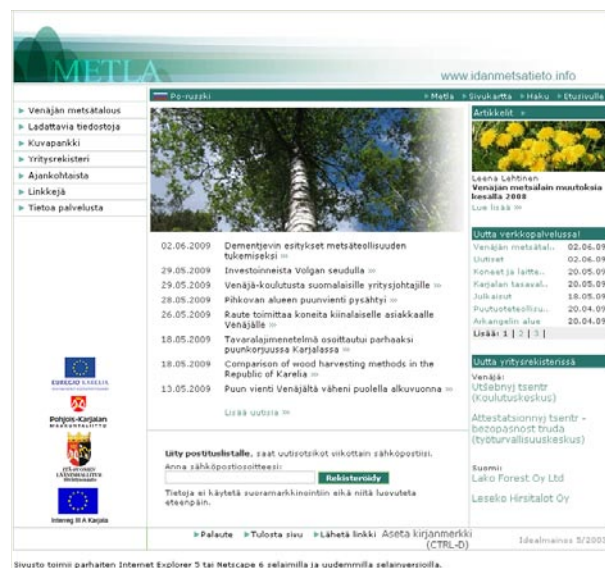 METLA
www.idanmetsatieto.info
Po-russki
Metla Sivukartta Haku Etusivulle
Venäjän metsätalous
Ladattavia tiedostoja
Kuvapankki
Yritysrekisteri
Ajankohtaista
Linkkejä
Tietoa palvelusta
EUREGIO KARELIA
Pohjois-Karjalan
MAAKUNTALIITTO
ITÄ-SUOMEN
LÄÄNINHALLITUS
Interreg III A Karjala
02.06.2009 Dementjevin esitykset metsäteollisuuden
tukemiseksi
29.05.2009 Investoinneista Volgan seudulla
29.05.2009 Venäjä-koulutusta suomalaisille yritysjohtajille
28.05.2009 Pihkovan alueen puunvienti pysähtyi
26.05.2009 Raute toimittaa koneita kiinalaiselle asiakkaalle
Venäjälle
18.05.2009 Tavaralajimenetelmä osoittautui parhaaksi
puunkorjuussa Karjalassa
18.05.2009 Comparison of wood harvesting methods in the
Republic of Karelia
13.05.2009 Puun vienti Venäjältä väheni puolella alkuvuonna
Lisää uutisia
Liity postituslistalle, saat uutisotsikot viikottain sähköpostiisi.
Anna sähköpostiosoitteesi:
Rekisteröidy
Tietoja ei käytetä suoramarkkinointiin eikä niitä luovuteta
eteenpäin.
Artikkelit
Leena Lehtinen
Venäjän metsälain muutoksia
kesällä 2008
Lue lisää
Uutta verkkopalvelussa!
Venäjän metsätal.. 02.06.09
Uutiset 02.06.09
Koneet ja laitte.. 20.05.09
Karjalan tasaval.. 20.05.09
Julkaisut 18.05.09
Puutuoteteollisu.. 20.04.09
Arkangelin alue 20.04.09
Lisää: 1 | 2 | 3 |
Uutta yritysrekisterissä
Venäjä:
Utšebnyj tsentr
(Koulutuskeskus)
Attestatsionnyj tsentr -
bezopasnost truda
(työturvallisuuskeskus)
Suomi:
Lako Forest Oy Ltd
Leseko Hirsitalot Oy
Palaute Tulosta sivu Lähetä linkki Aseta kirjanmerkki
(CTRL-D)
Idealmainos 5/2003
Sivusto toimii parhaiten Internet Explorer 5 tai Netscape 6 selaimilla ja uudemmilla selainversioilla.